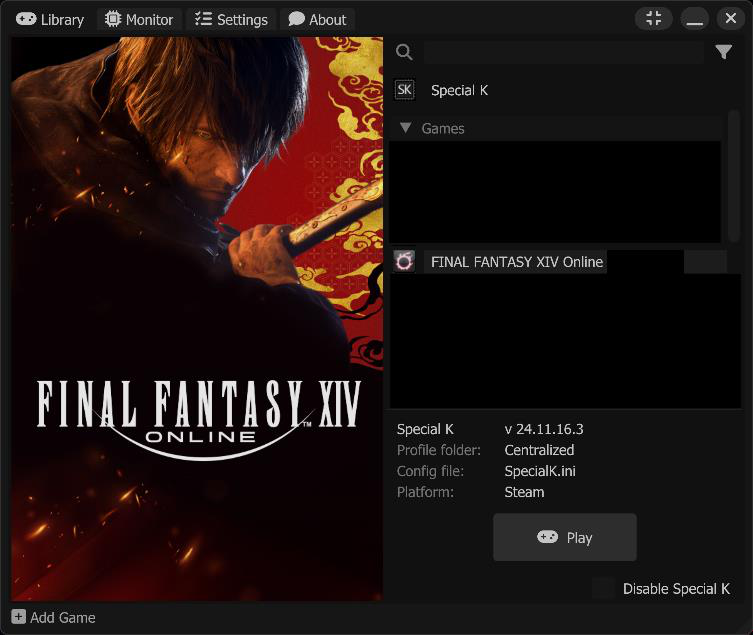 Library Monitor Settings About
SK Special K
Games
FINAL FANTASY XIV Online
FINAL FANTASY XIV
™
ONLINE
Special K v 24.11.16.3
Profile folder: Centralized
Config file: SpecialK.ini
Platform: Steam
Play
Disable Special K
Add Game